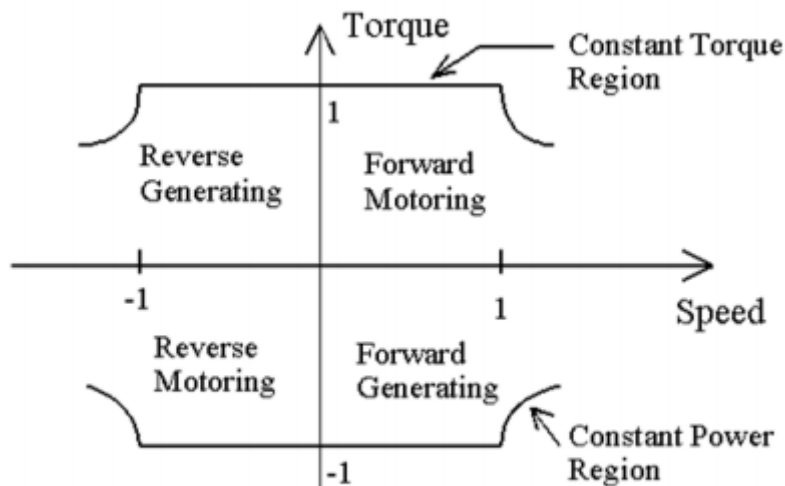 Torque
Constant Torque
Region
1
Reverse
Generating
Forward
Motoring
-1
1
Speed
Reverse
Motoring
Forward
Generating
Constant Power
Region
-1